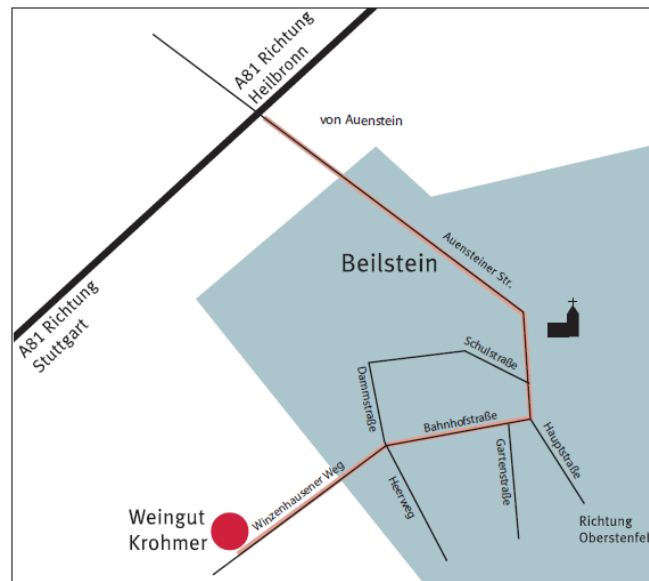 A81 Richtung
Heilbronn
von Auenstein
Auensteiner Str.
Beilstein
A81 Richtung
Stuttgart
Schulstraße
Dammstraße
Bahnhofstraße
Hauptstraße
Gartenstraße
Heerweg
Winzenhausener Weg
Weingut
Krohmer
Richtung
Oberstenfel